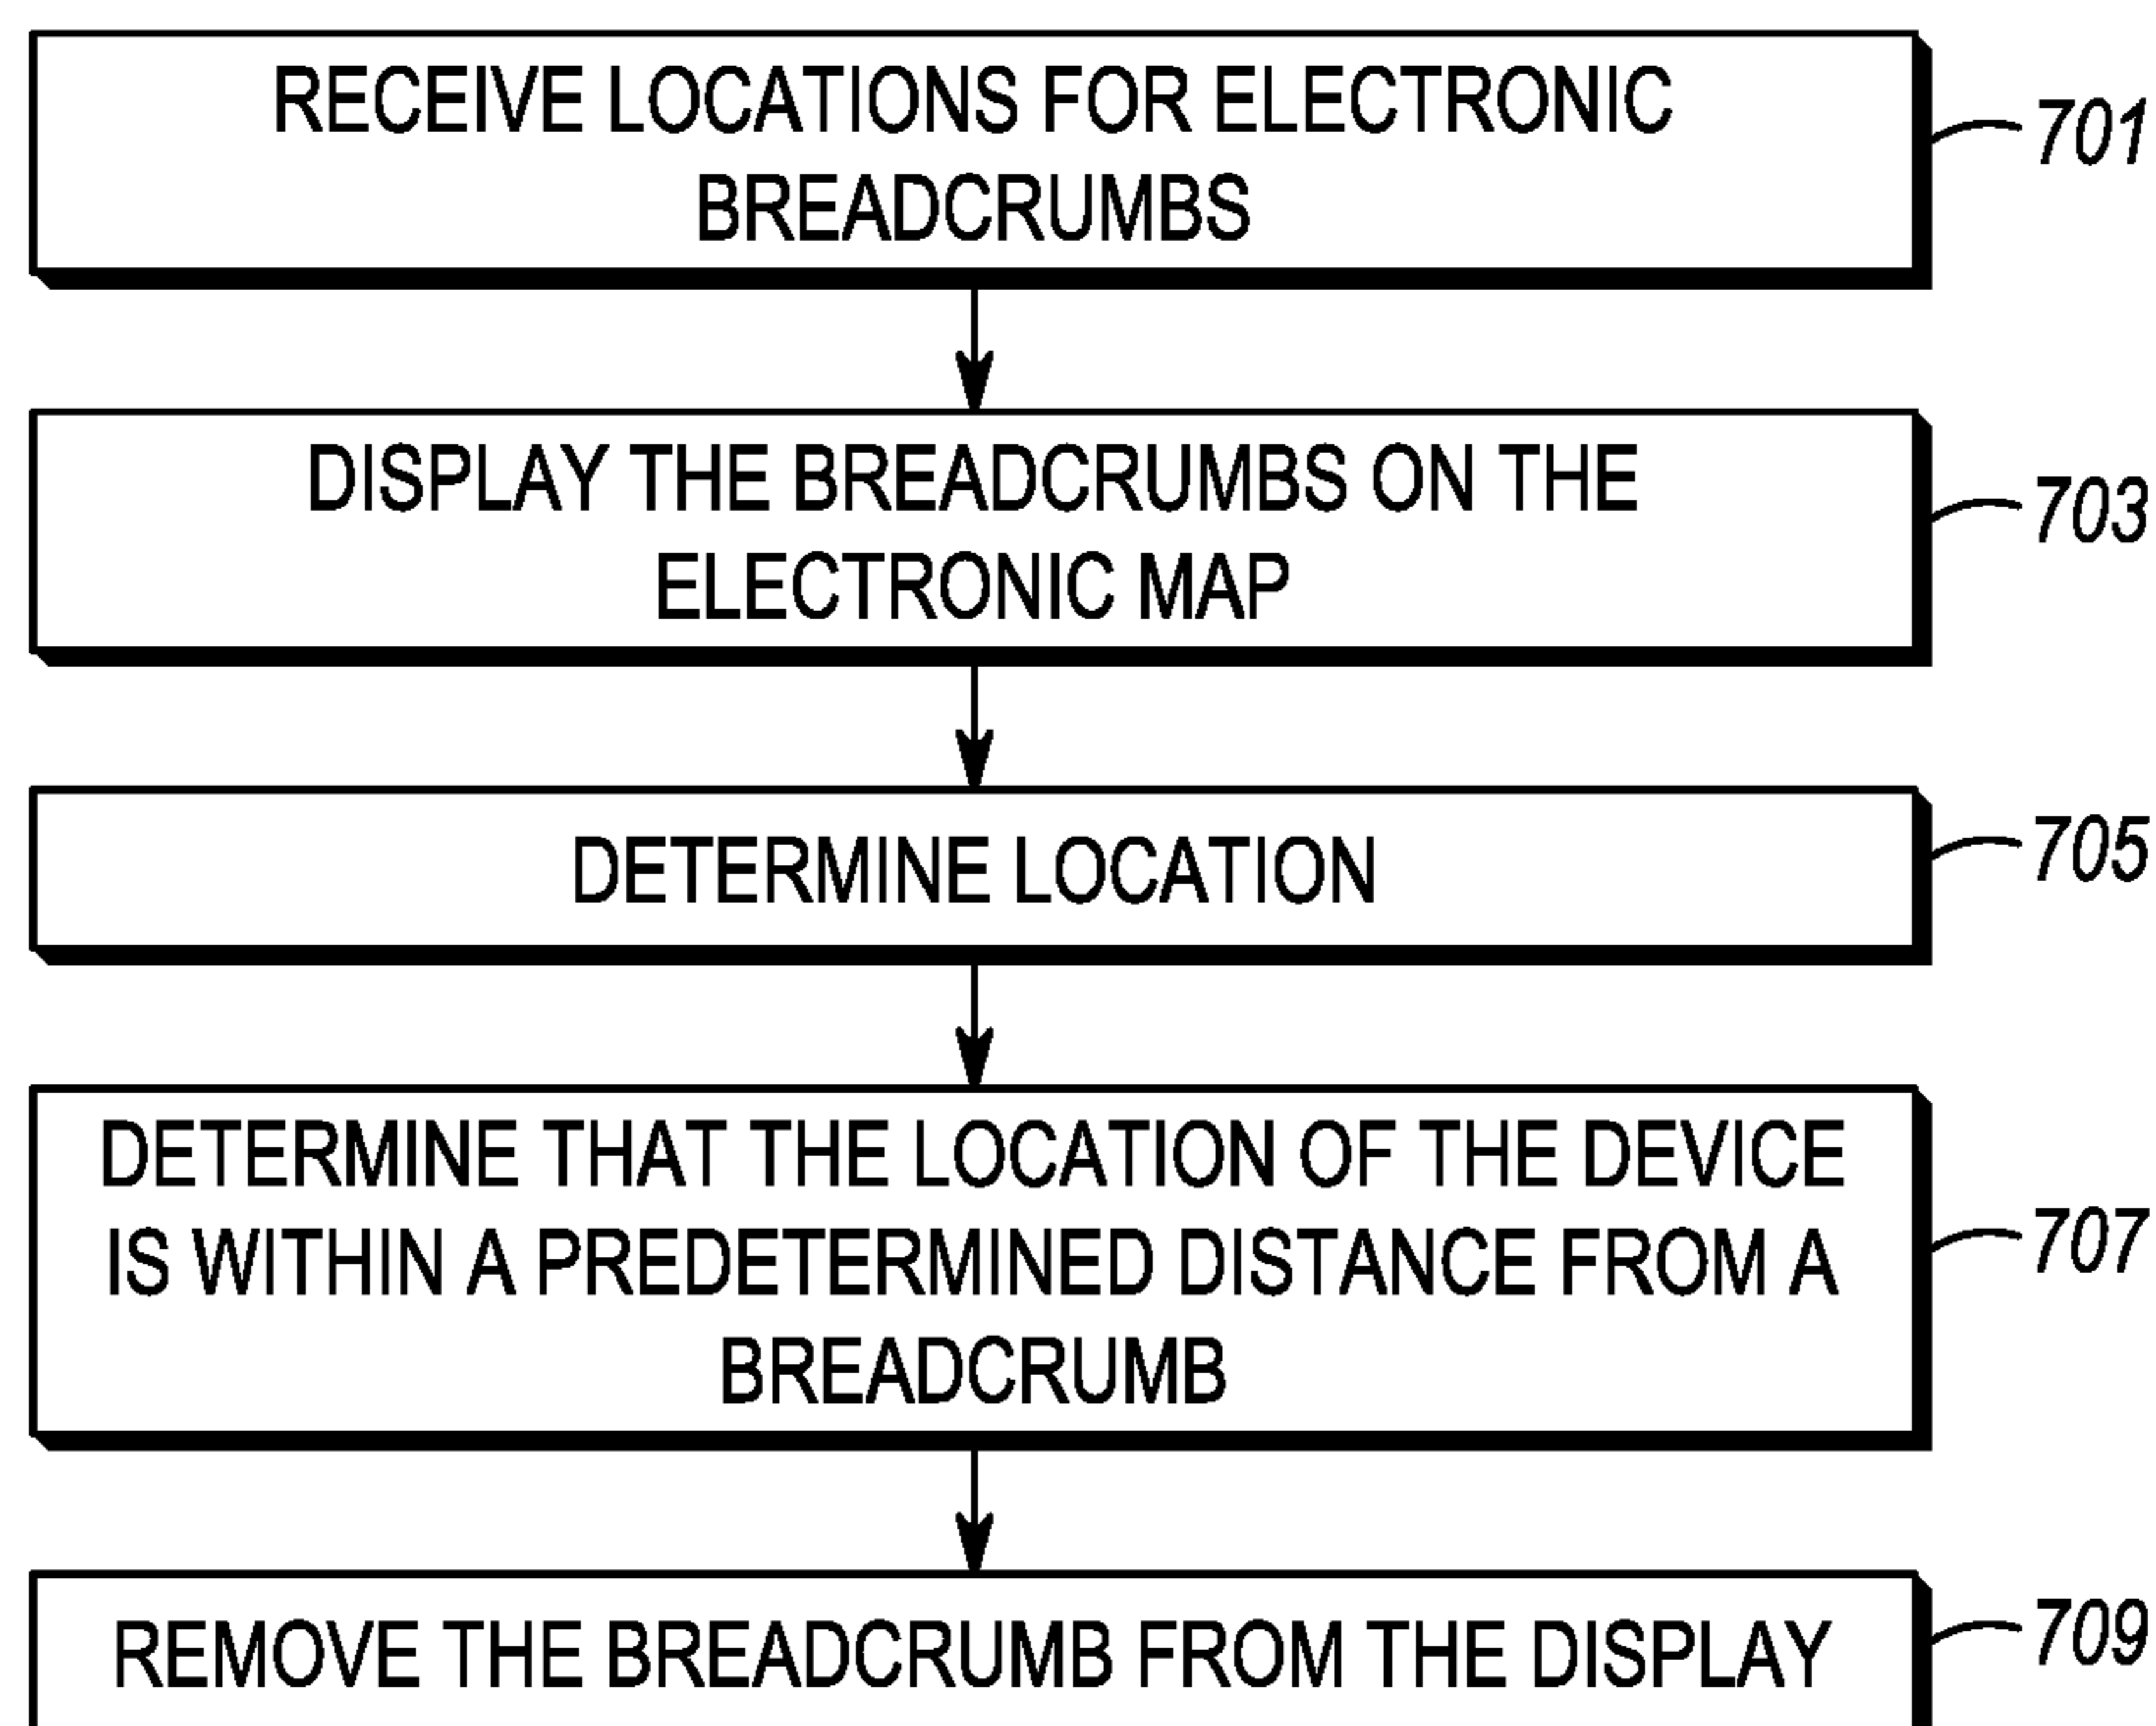 RECEIVE LOCATIONS FOR ELECTRONIC
BREADCRUMBS
701
DISPLAY THE BREADCRUMBS ON THE
ELECTRONIC MAP
703
DETERMINE LOCATION
705
DETERMINE THAT THE LOCATION OF THE DEVICE
IS WITHIN A PREDETERMINED DISTANCE FROM A
BREADCRUMB
707
REMOVE THE BREADCRUMB FROM THE DISPLAY
709